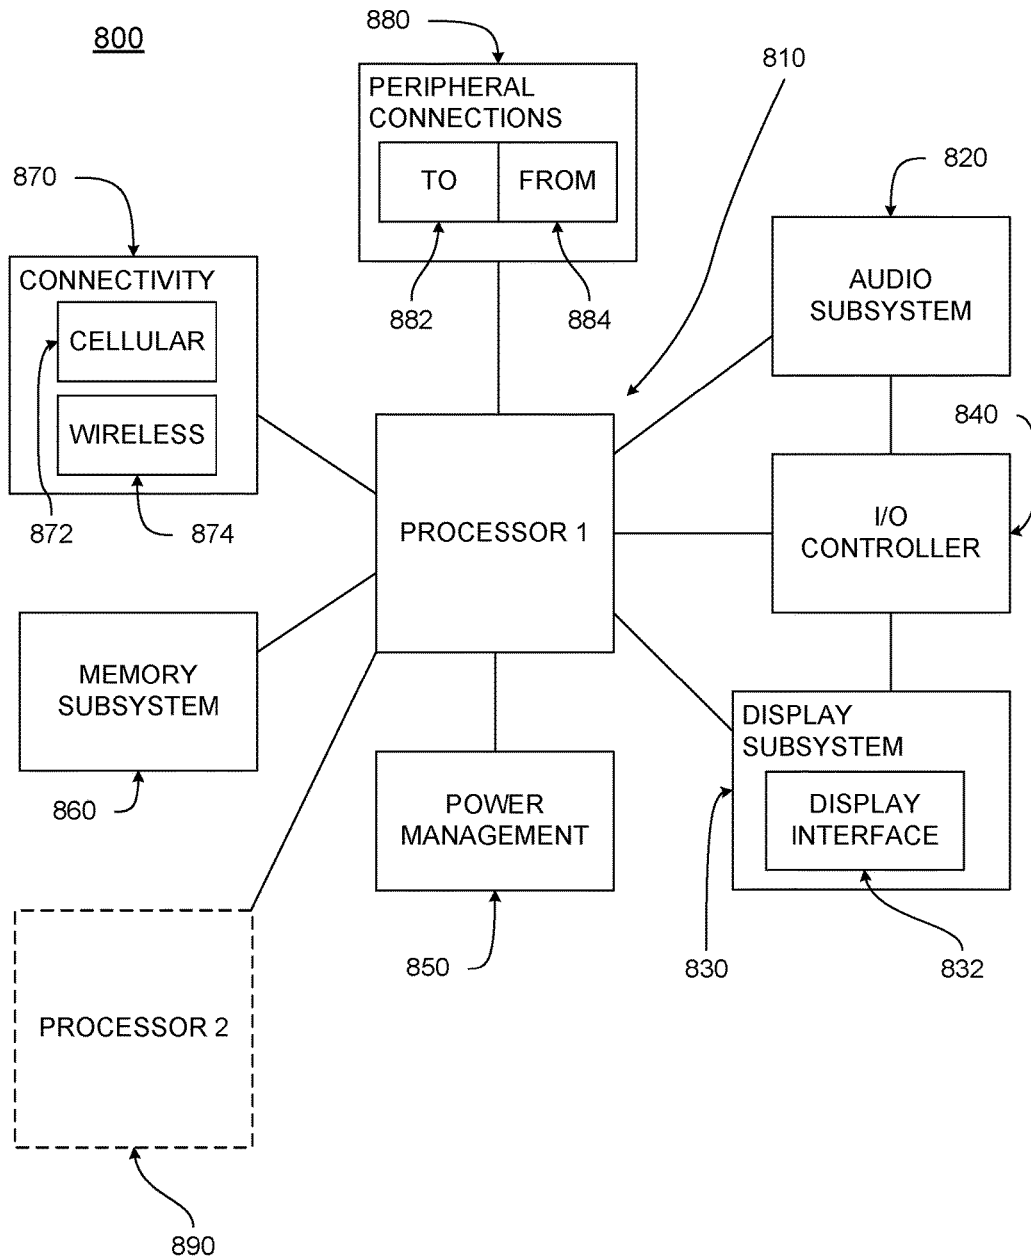 800
880
PERIPHERAL
CONNECTIONS
TO
FROM
882
884
810
820
AUDIO
SUBSYSTEM
870
CONNECTIVITY
CELLULAR
WIRELESS
872
874
PROCESSOR 1
840
I/O
CONTROLLER
MEMORY
SUBSYSTEM
860
POWER
MANAGEMENT
850
DISPLAY
SUBSYSTEM
DISPLAY
INTERFACE
830
832
PROCESSOR 2
890